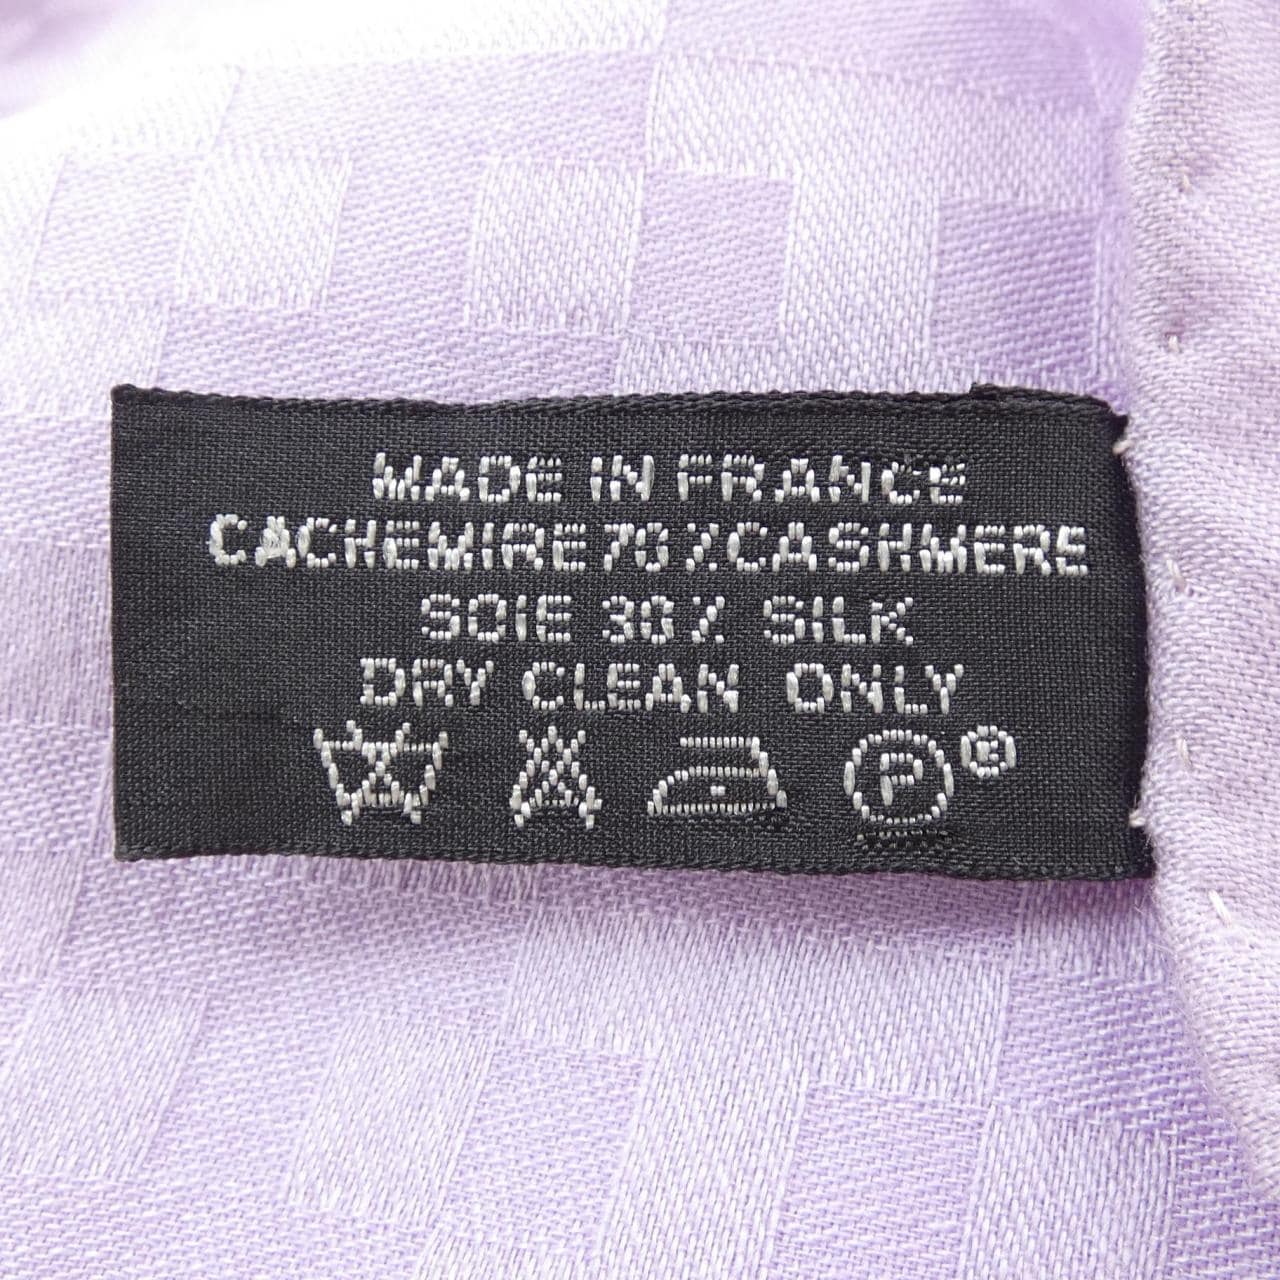 MADE IN FRANCE
CACHEMIRE 70 % CASHMERE
SOIE 30 % SILK
DRY CLEAN ONLY
P ®